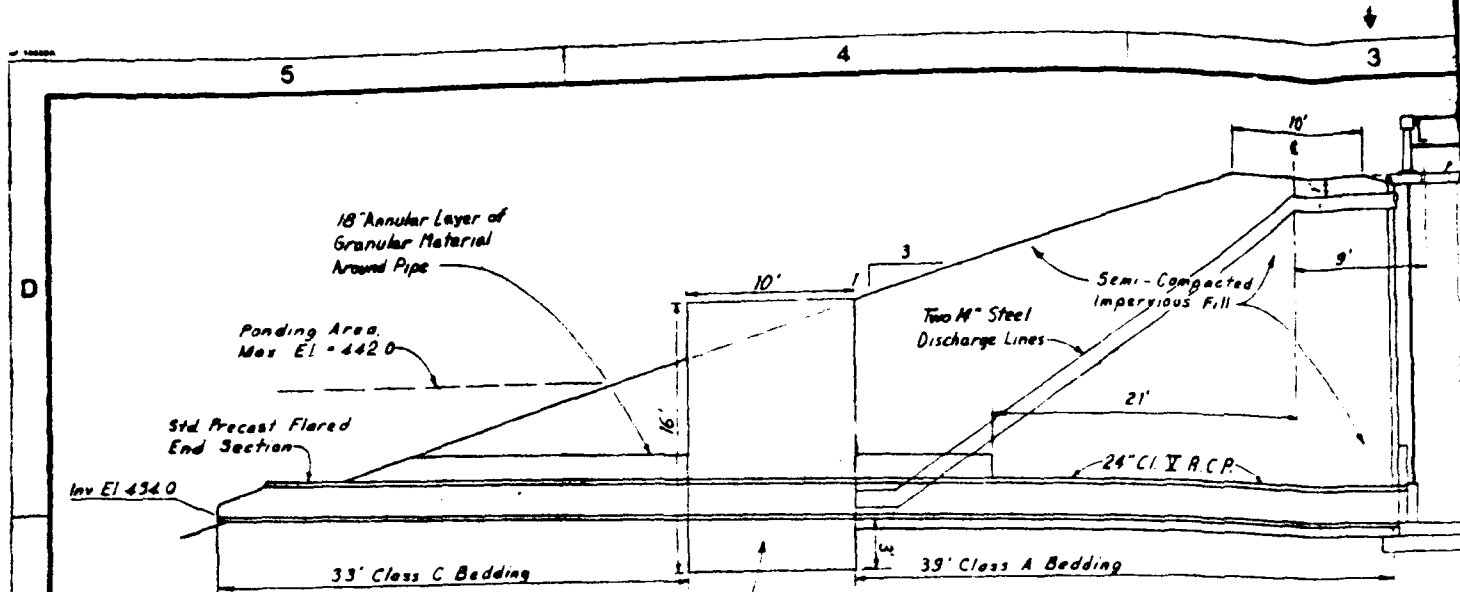 5
4
3
D
10'
℄
18" Annular Layer of
Granular Material
Around Pipe
10'
1
3
9'
Semi-Compacted
Impervious Fill
Ponding Area,
Max El. = 442.0
Two 14" Steel
Discharge Lines
21'
16'
Std. Precast Flared
End Section
24" Cl. V R.C.P.
Inv El 434.0
3'
33' Class C Bedding
39' Class A Bedding